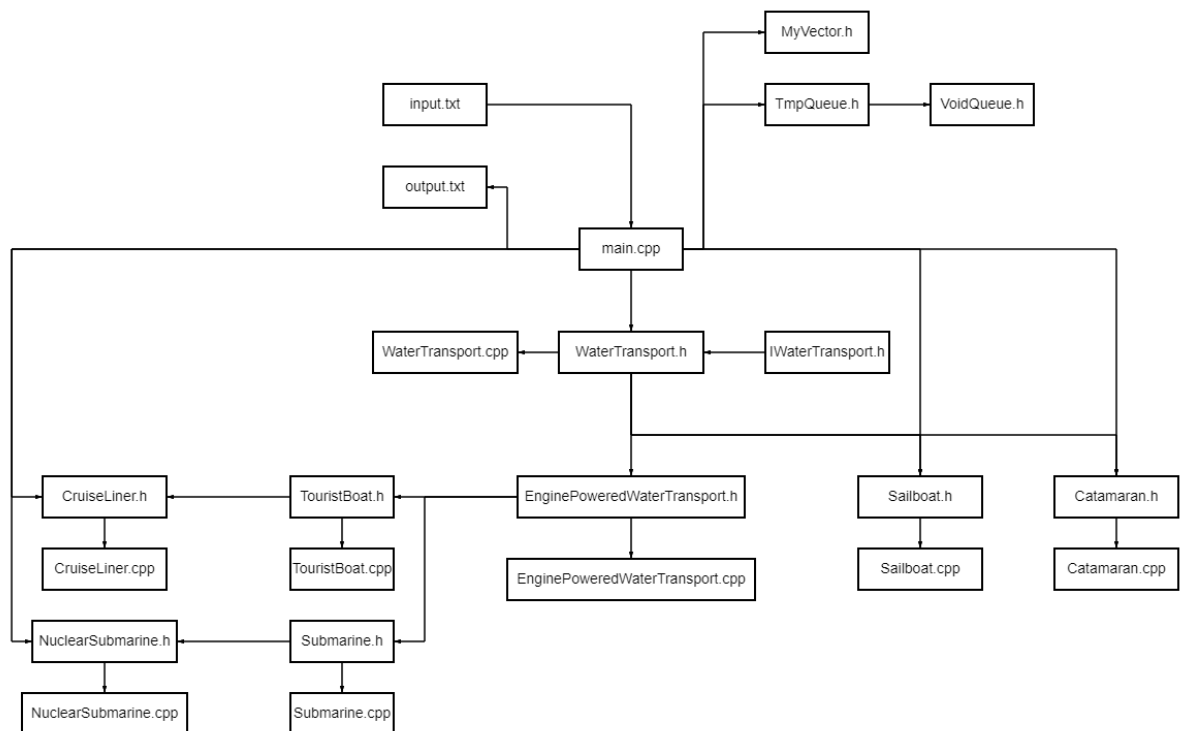 MyVector.h
input.txt
TmpQueue.h
VoidQueue.h
output.txt
main.cpp
WaterTransport.cpp
WaterTransport.h
IWaterTransport.h
CruiseLiner.h
TouristBoat.h
EnginePoweredWaterTransport.h
Sailboat.h
Catamaran.h
CruiseLiner.cpp
TouristBoat.cpp
EnginePoweredWaterTransport.cpp
Sailboat.cpp
Catamaran.cpp
NuclearSubmarine.h
Submarine.h
NuclearSubmarine.cpp
Submarine.cpp